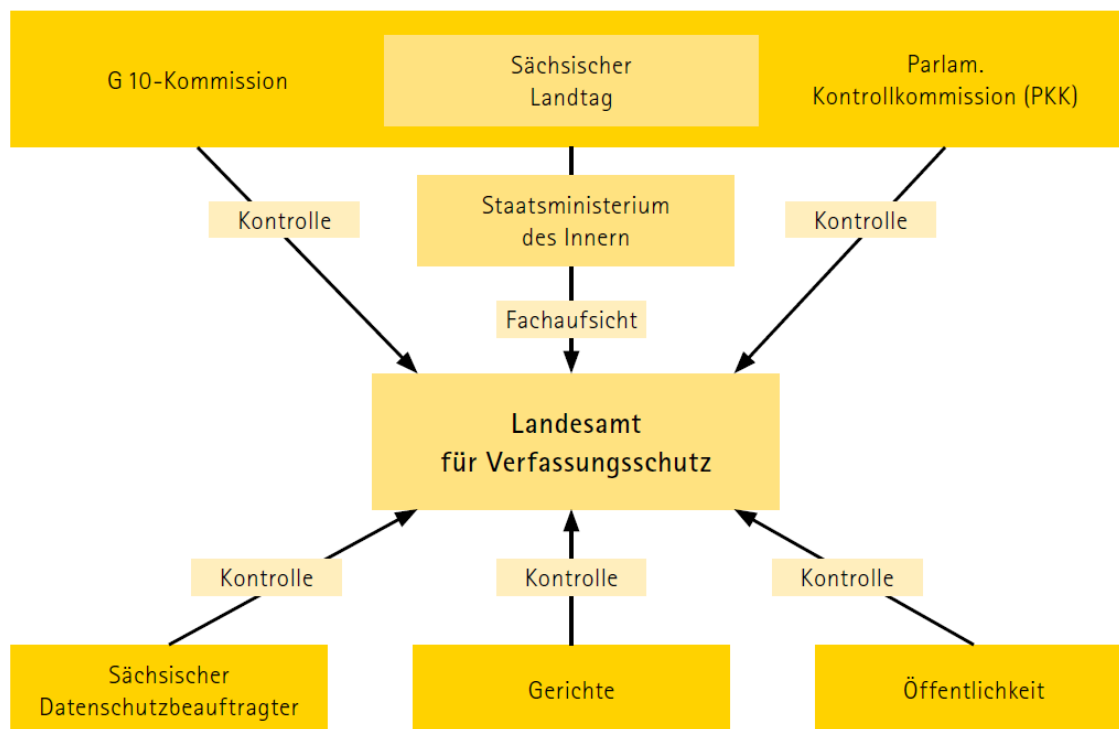 G 10-Kommission
Sächsischer
Landtag
Parlam.
Kontrollkommission (PKK)
Kontrolle
Staatsministerium
des Innern
Kontrolle
Fachaufsicht
Landesamt
für Verfassungsschutz
Kontrolle
Kontrolle
Kontrolle
Sächsischer
Datenschutzbeauftragter
Gerichte
Öffentlichkeit